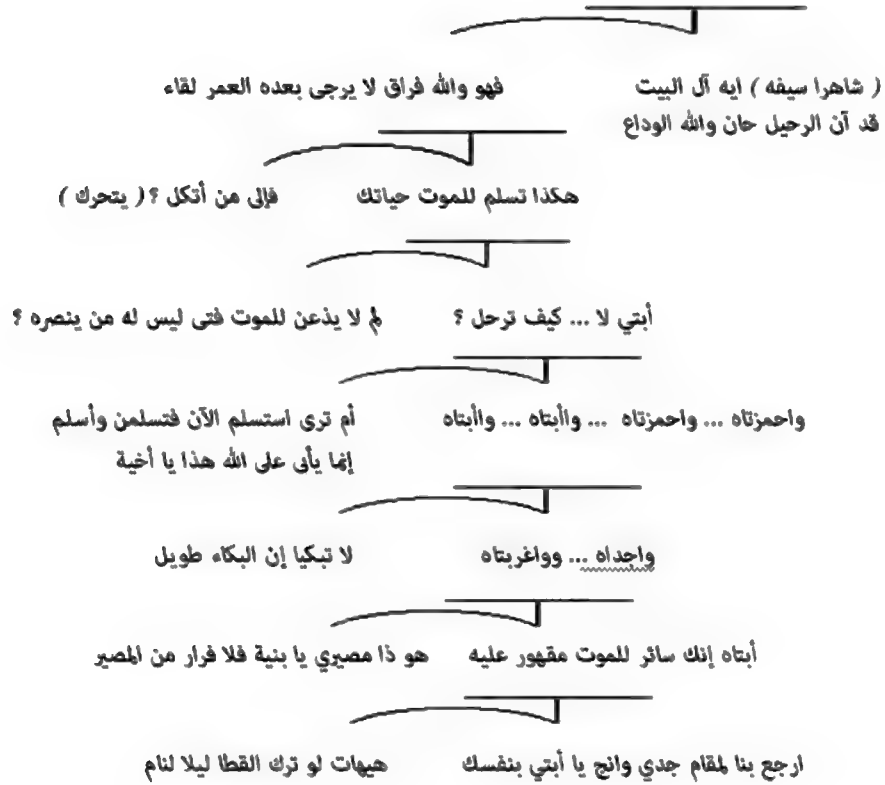 ( شاهرا سيفه ) ايه آل البيت
قد آن الرحيل حان والله الوداع
فهو والله فراق لا يرجى بعده العمر لقاء
هكذا تسلم للموت حياتك
فإلى من أتكل ؟ ( يتحرك )
أبتي لا ... كيف ترحل ؟
لم لا يذعن للموت فتى ليس له من ينصره ؟
واحمزتاه ... واحمزتاه ... واأبتاه ... واأبتاه
أم ترى استسلم الآن فتسلمن وأسلم
إنما يأبى على الله هذا يا أخية
واجداه ... وواغربتاه
لا تبكيا إن البكاء طويل
أبتاه إنك سائر للموت مقهور عليه
هو ذا مصيري يا بنية فلا فرار من المصير
ارجع بنا لمقام جدي وانج يا أبتي بنفسك
هيهات لو ترك القطا ليلا لنام